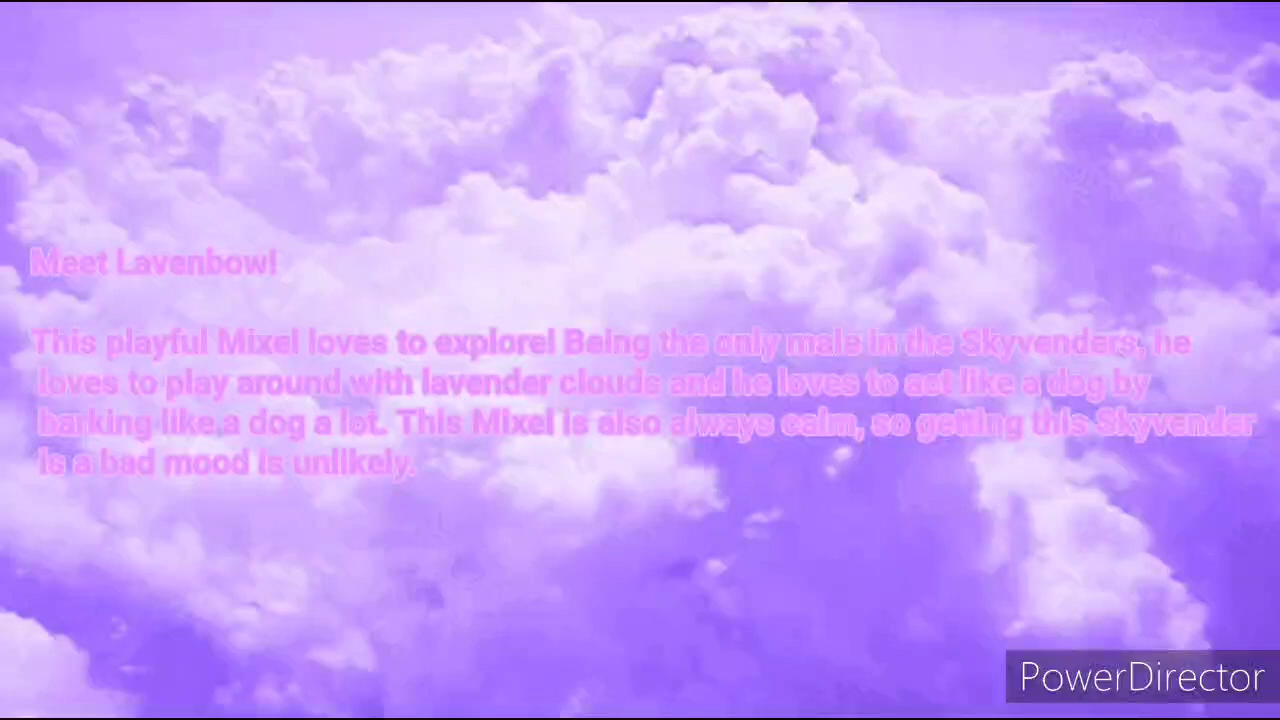 Meet Lavenbow!
This playful Mixel loves to explore! Being the only male in the Skyvenders, he
loves to play around with lavender clouds and he loves to act like a dog by
barking like a dog a lot. This Mixel is also always calm, so getting this Skyvender
is a bad mood is unlikely.
PowerDirector